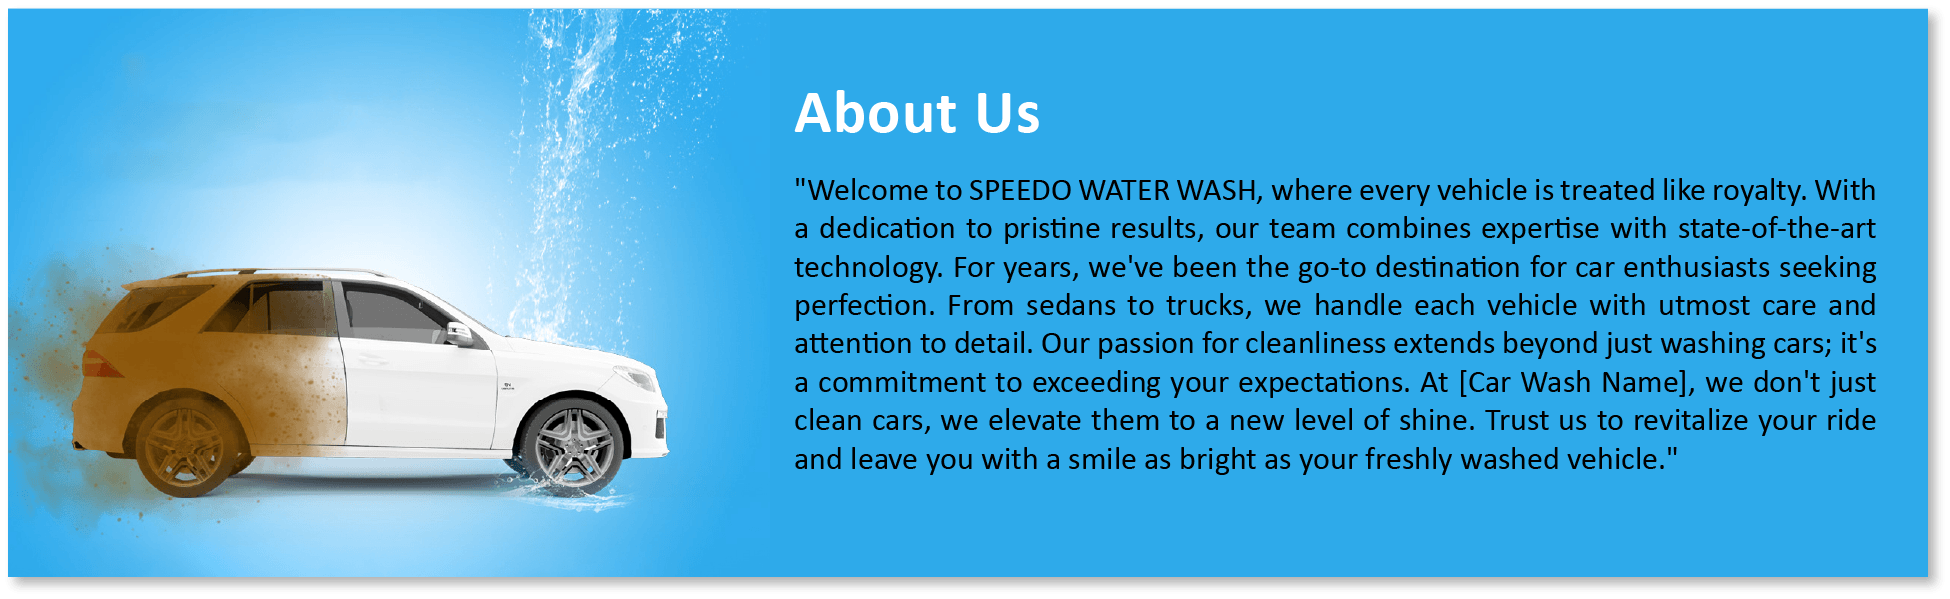 About Us
"Welcome to SPEEDO WATER WASH, where every vehicle is treated like royalty. With
a dedication to pristine results, our team combines expertise with state-of-the-art
technology. For years, we've been the go-to destination for car enthusiasts seeking
perfection. From sedans to trucks, we handle each vehicle with utmost care and
attention to detail. Our passion for cleanliness extends beyond just washing cars; it's
a commitment to exceeding your expectations. At [Car Wash Name], we don't just
clean cars, we elevate them to a new level of shine. Trust us to revitalize your ride
and leave you with a smile as bright as your freshly washed vehicle."